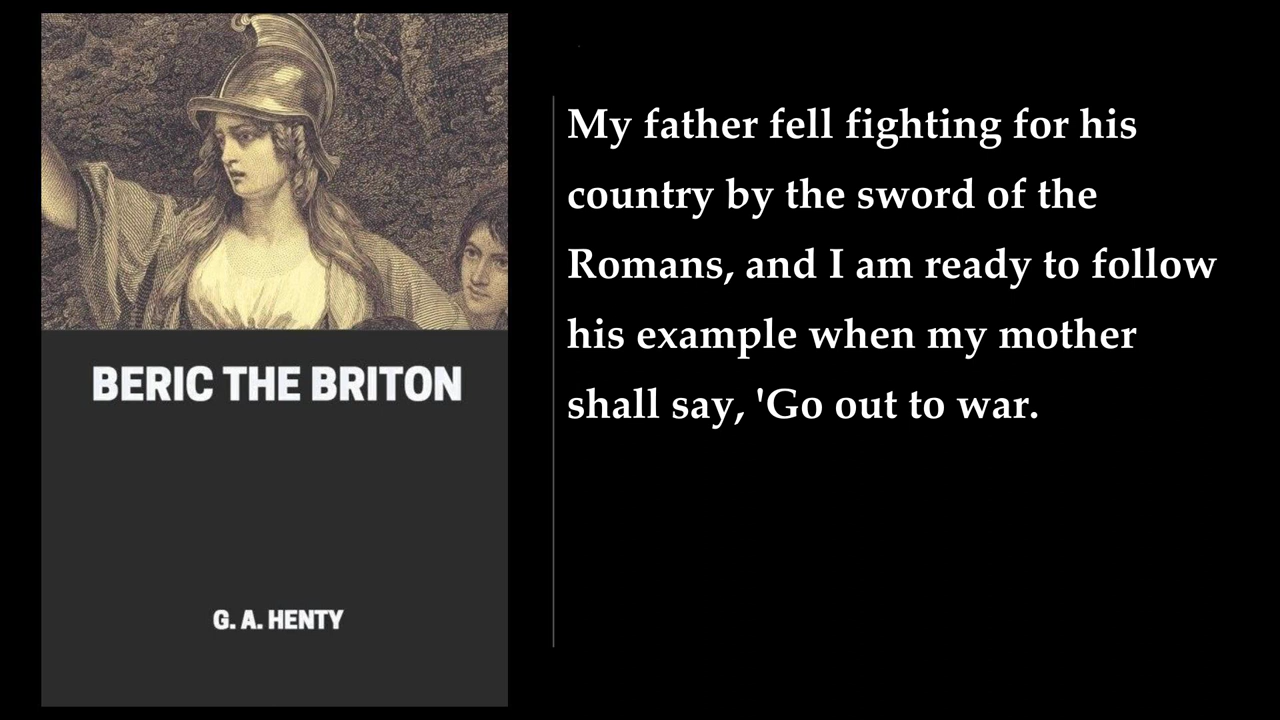 BERIC THE BRITON
G. A. HENTY
My father fell fighting for his
country by the sword of the
Romans, and I am ready to follow
his example when my mother
shall say, 'Go out to war.